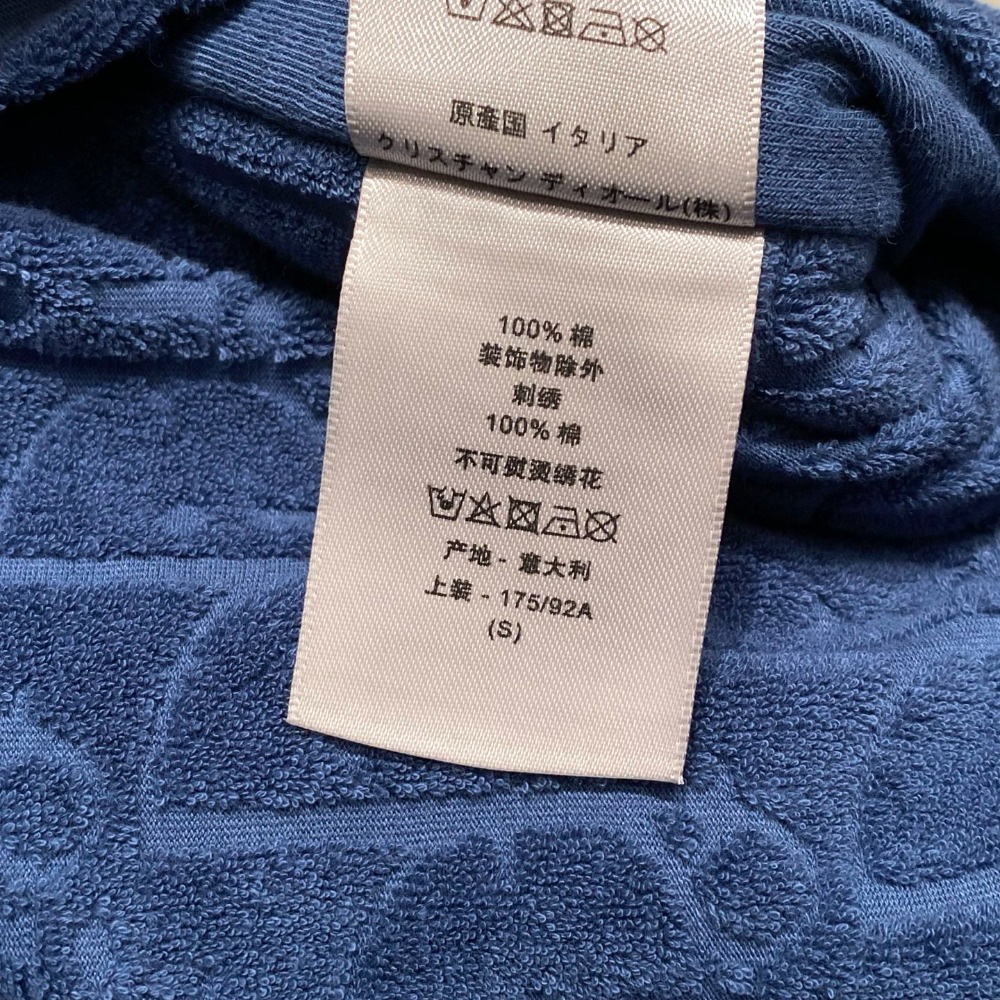 原産国 イタリア
クリスチャン ディオール(株)
100% 棉
装饰物除外
刺绣
100% 棉
不可熨烫绣花
产地 - 意大利
上装 - 175/92A
(S)